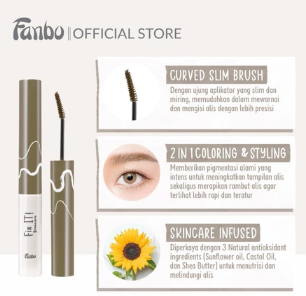 Fanbo OFFICIAL STORE
CURVED SLIM BRUSH
Dengan ujung aplikator yang slim dan
miring, memudahkan dalam mewarnai
dan mengisi alis dengan lebih presisi
2 IN 1 COLORING & STYLING
Memberikan pigmentasi alami yang
intens untuk meningkatkan tampilan alis
sekaligus merapikan rambut alis agar
terlihat lebih rapi dan teratur
SKINCARE INFUSED
Diperkaya dengan 3 Natural antioksidant
ingredients (Sunflower oil, Castol Oil,
dan Shea Butter) untuk menutrisi dan
melindungi alis
Fix IT!
Fanbo